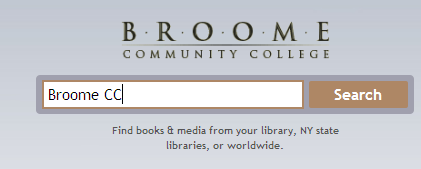 B·R·O·O·M·E
COMMUNITY COLLEGE
Broome CC
Search
Find books & media from your library, NY state
libraries, or worldwide.